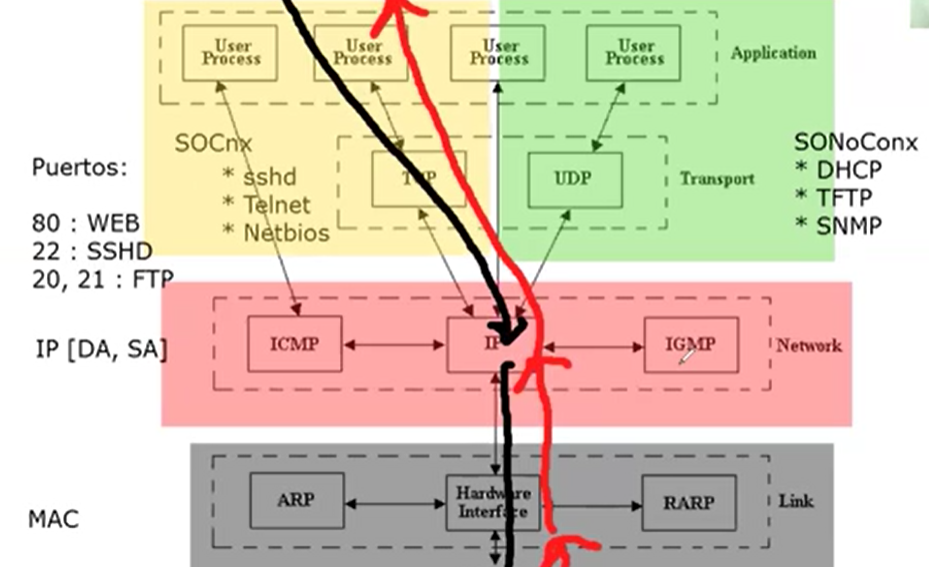 User Process
User Process
User Process
User Process
Application
SOCnx
* sshd
* Telnet
* Netbios
TCP
UDP
Transport
SONoConx
* DHCP
* TFTP
* SNMP
Puertos:
80 : WEB
22 : SSHD
20, 21 : FTP
IP [DA, SA]
ICMP
IP
IGMP
Network
MAC
ARP
Hardware Interface
RARP
Link